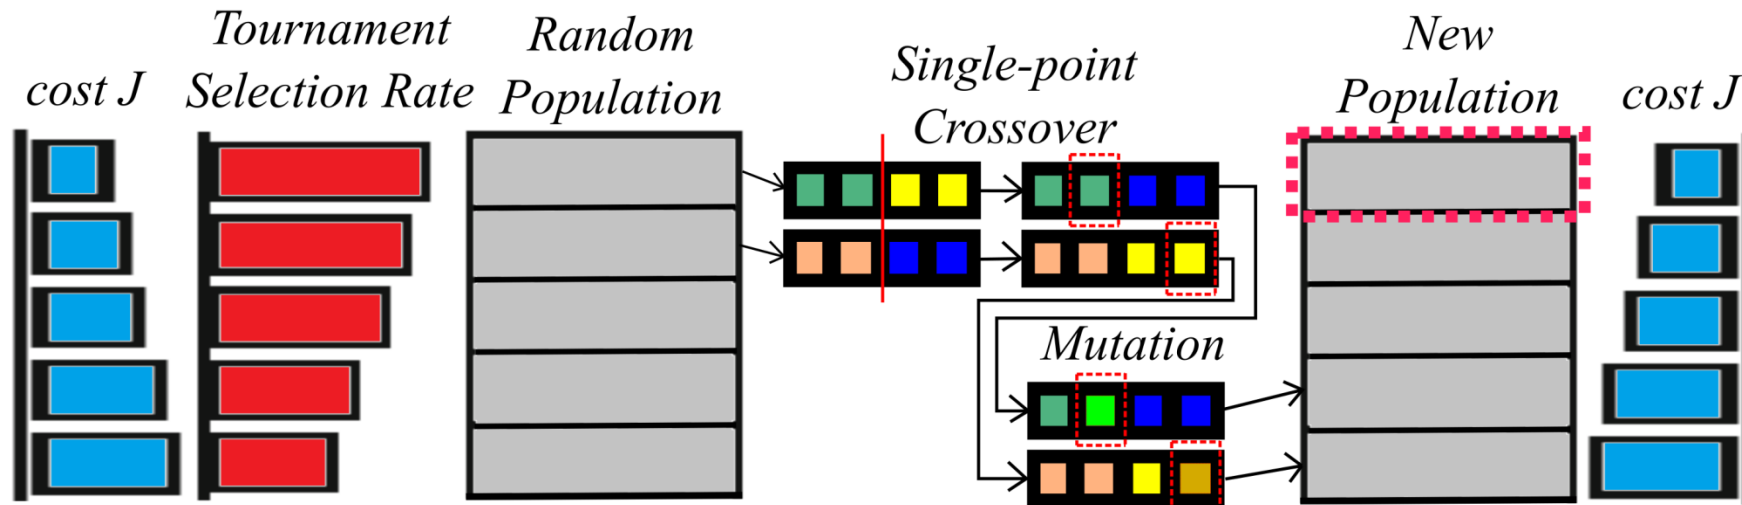 cost J
Tournament
Selection Rate
Random
Population
Single-point
Crossover
Mutation
New
Population
cost J